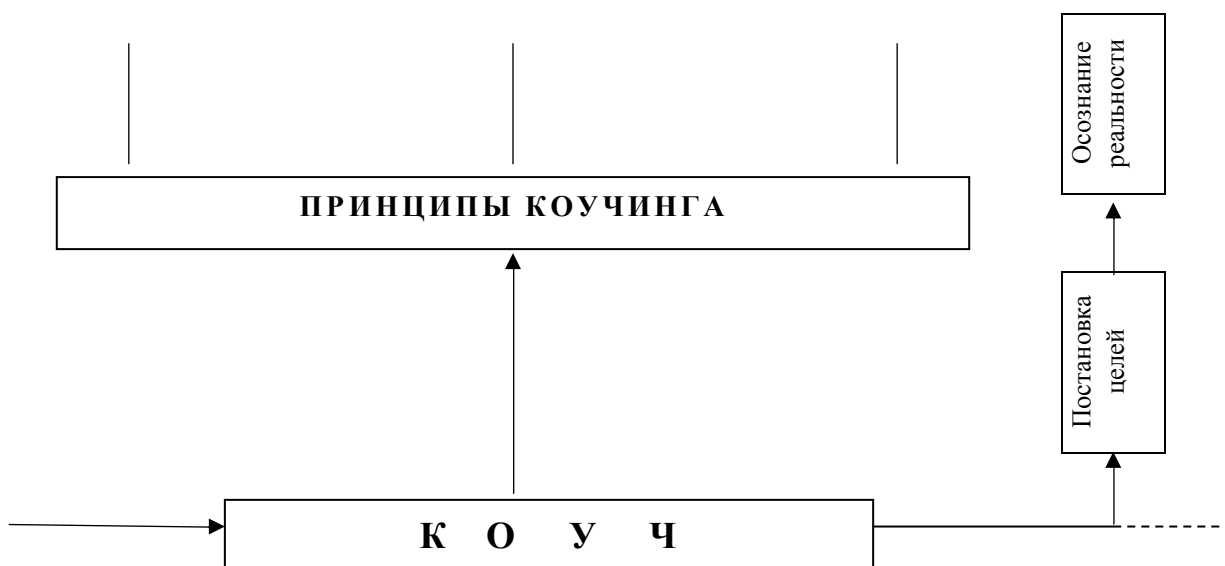 Осознание
реальности
ПРИНЦИПЫ КОУЧИНГА
Постановка
целей
К О У Ч